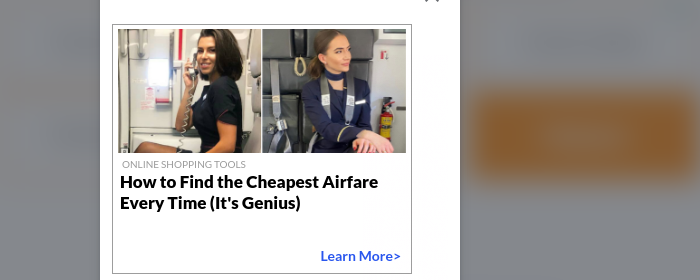 ONLINE SHOPPING TOOLS
How to Find the Cheapest Airfare
Every Time (It's Genius)
Learn More>